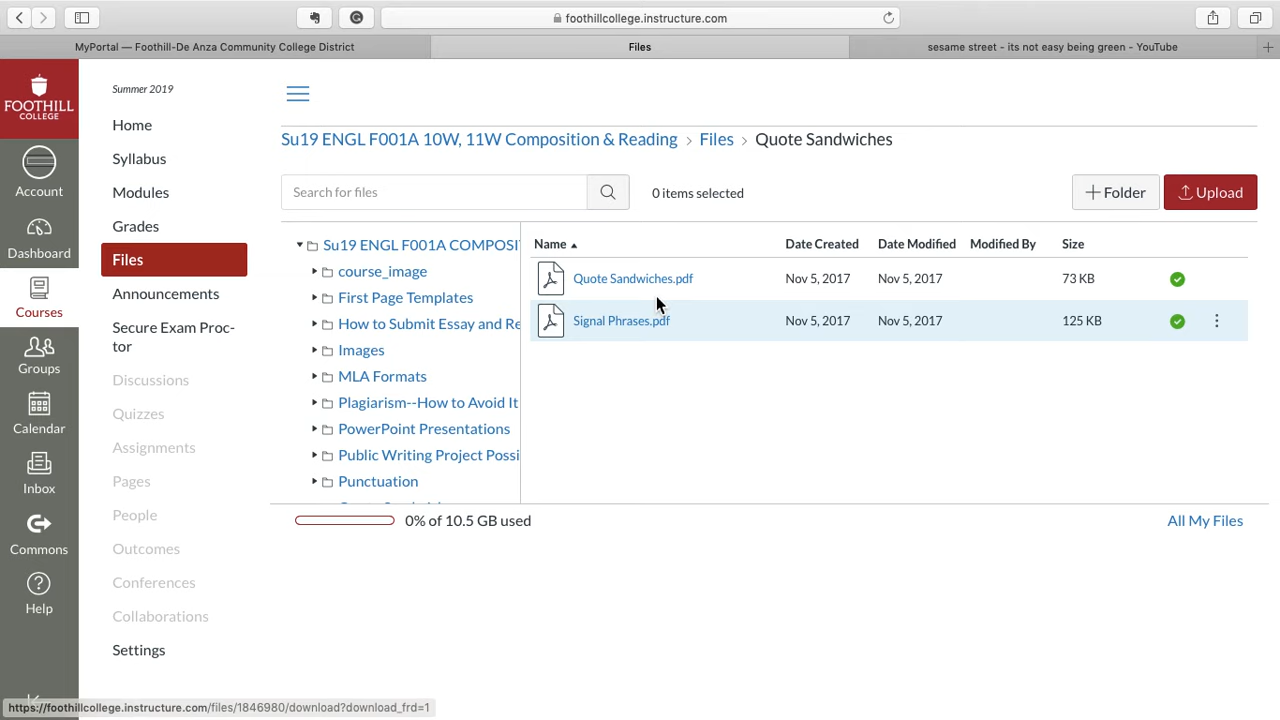 foothillcollege.instructure.com
MyPortal — Foothill-De Anza Community College District
Files
sesame street - its not easy being green - YouTube
FOOTHILL
COLLEGE
Account
Dashboard
Courses
Groups
Calendar
Inbox
Commons
Help
Summer 2019
Home
Syllabus
Modules
Grades
Files
Announcements
Secure Exam Proc-
tor
Discussions
Quizzes
Assignments
Pages
People
Outcomes
Conferences
Collaborations
Settings
Su19 ENGL F001A 10W, 11W Composition & Reading > Files > Quote Sandwiches
Search for files
0 items selected
+ Folder
Upload
Su19 ENGL F001A COMPOSI
course_image
First Page Templates
How to Submit Essay and Re
Images
MLA Formats
Plagiarism--How to Avoid It
PowerPoint Presentations
Public Writing Project Possi
Punctuation
Name Date Created Date Modified Modified By Size
Quote Sandwiches.pdf Nov 5, 2017 Nov 5, 2017 73 KB
Signal Phrases.pdf Nov 5, 2017 Nov 5, 2017 125 KB
0% of 10.5 GB used
All My Files
https://foothillcollege.instructure.com/files/1846980/download?download_frd=1